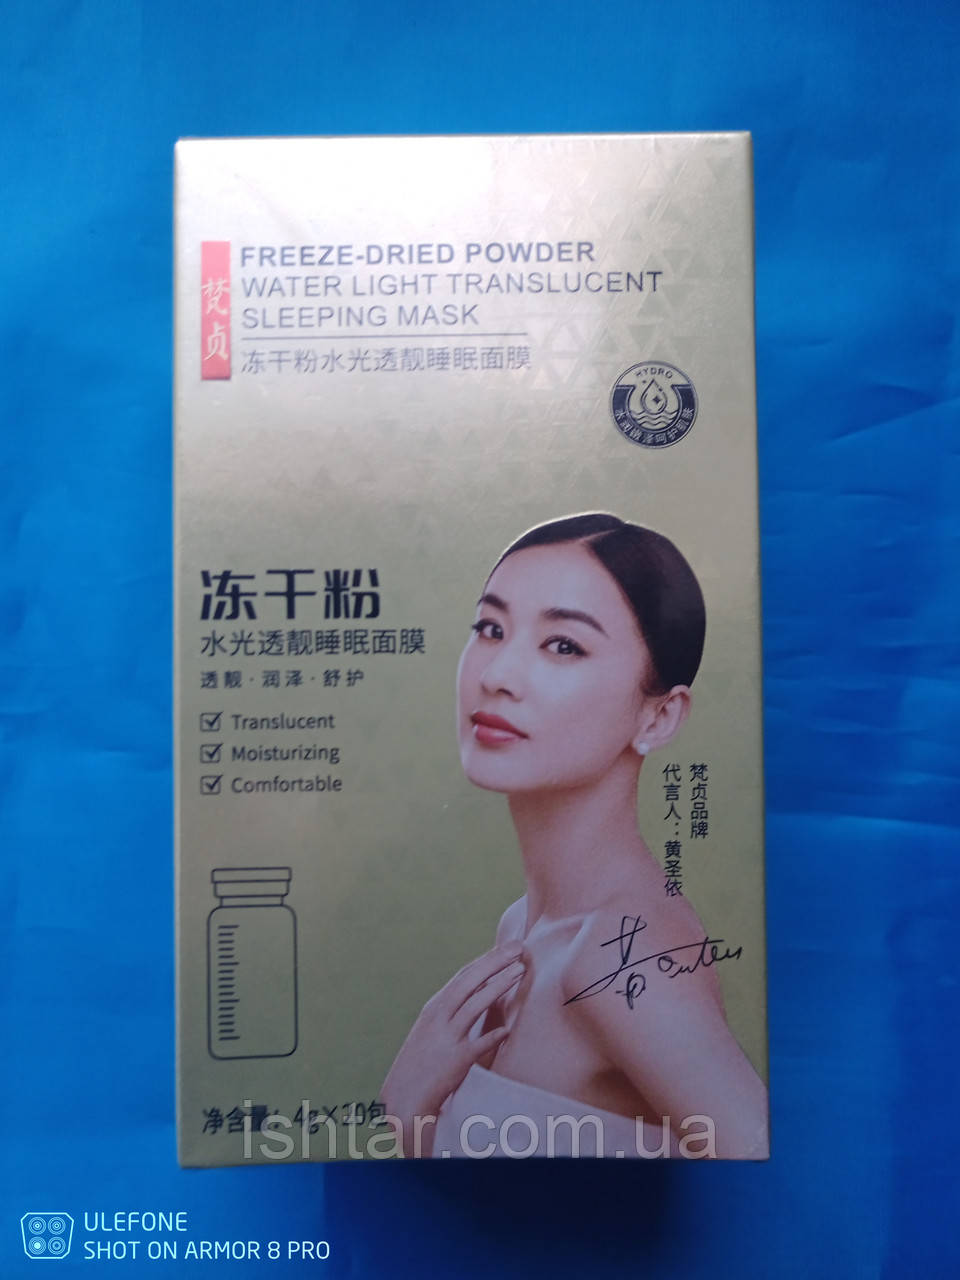 梵贞
FREEZE-DRIED POWDER
WATER LIGHT TRANSLUCENT
SLEEPING MASK
冻干粉水光透靓睡眠面膜
HYDRO
冻干粉
水光透靓睡眠面膜
透靓·润泽·舒护
Translucent
Moisturizing
Comfortable
梵贞品牌
代言人：黄圣依
净含量：4g×20包
ishtar.com.ua
ULEFONE
SHOT ON ARMOR 8 PRO